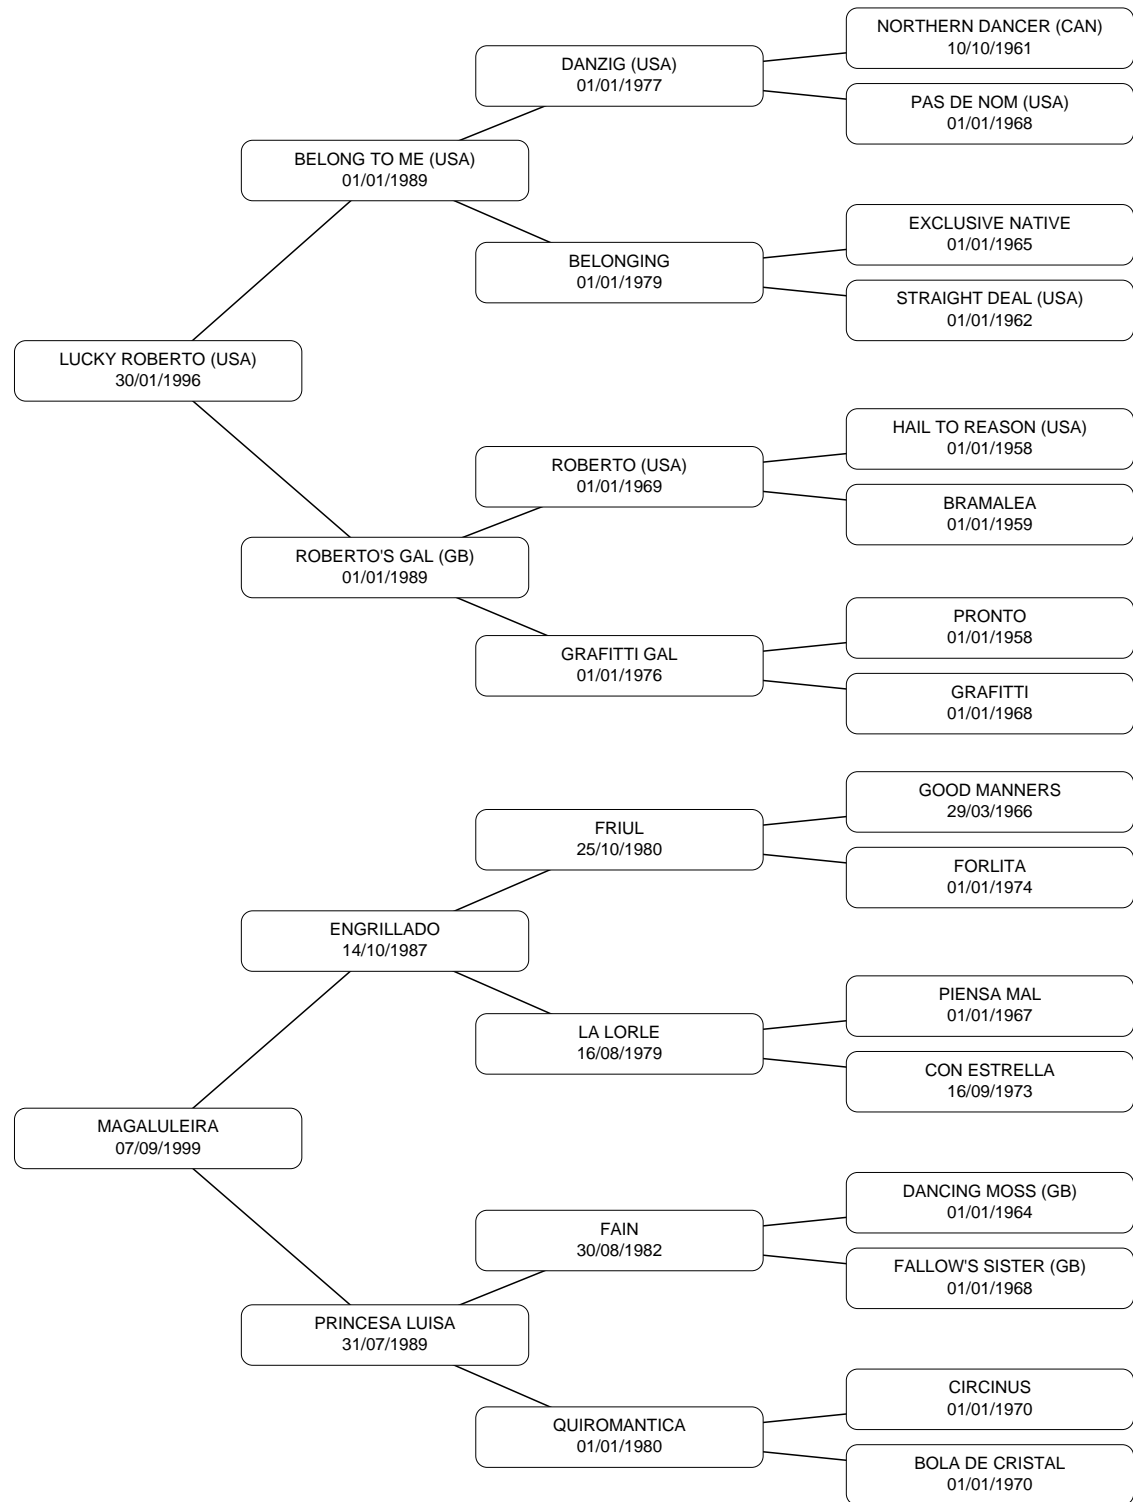 NORTHERN DANCER (CAN)
10/10/1961
DANZIG (USA)
01/01/1977
PAS DE NOM (USA)
01/01/1968
BELONG TO ME (USA)
01/01/1989
EXCLUSIVE NATIVE
01/01/1965
BELONGING
01/01/1979
STRAIGHT DEAL (USA)
01/01/1962
LUCKY ROBERTO (USA)
30/01/1996
HAIL TO REASON (USA)
01/01/1958
ROBERTO (USA)
01/01/1969
BRAMALEA
01/01/1959
ROBERTO'S GAL (GB)
01/01/1989
PRONTO
01/01/1958
GRAFITTI GAL
01/01/1976
GRAFITTI
01/01/1968
GOOD MANNERS
29/03/1966
FRIUL
25/10/1980
FORLITA
01/01/1974
ENGRILLADO
14/10/1987
PIENSA MAL
01/01/1967
LA LORLE
16/08/1979
CON ESTRELLA
16/09/1973
MAGALULEIRA
07/09/1999
DANCING MOSS (GB)
01/01/1964
FAIN
30/08/1982
FALLOW'S SISTER (GB)
01/01/1968
PRINCESA LUISA
31/07/1989
CIRCINUS
01/01/1970
QUIROMANTICA
01/01/1980
BOLA DE CRISTAL
01/01/1970